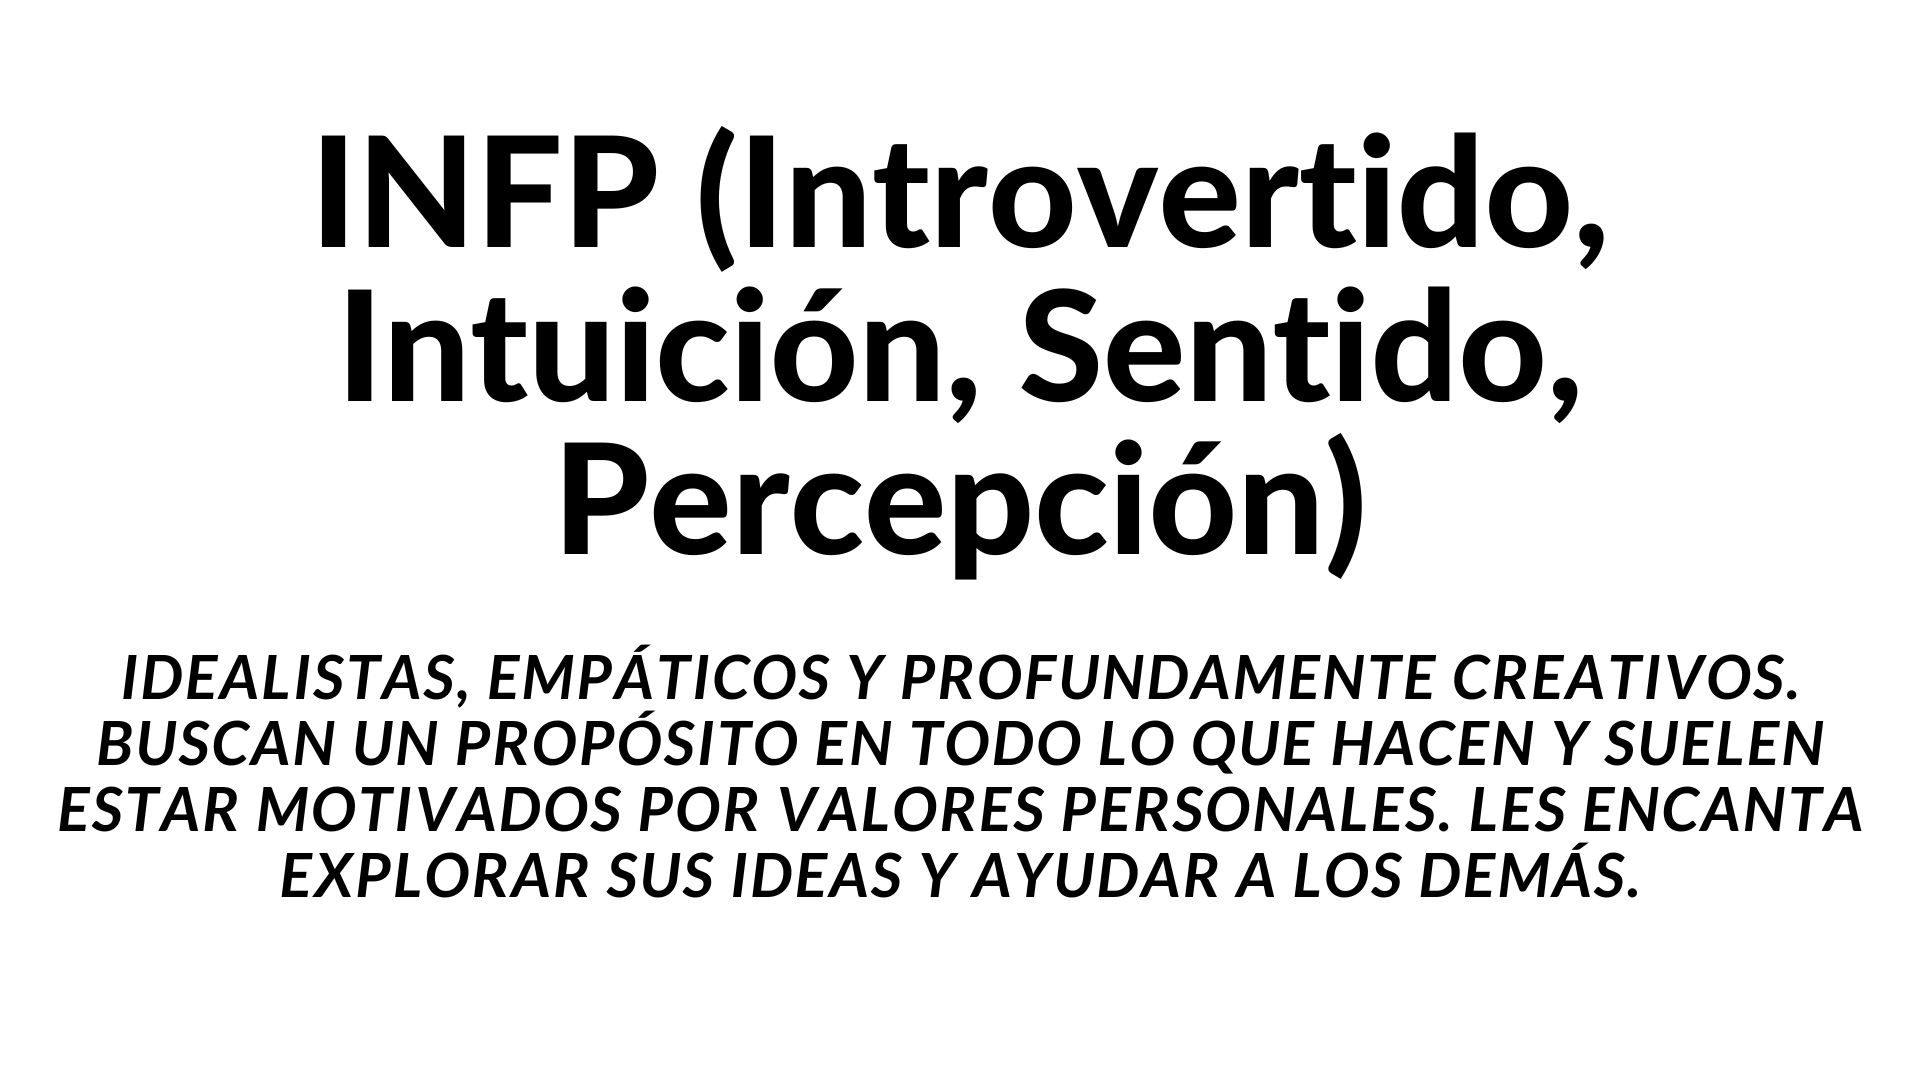 INFP (Introvertido,
Intuición, Sentido,
Percepción)
IDEALISTAS, EMPÁTICOS Y PROFUNDAMENTE CREATIVOS.
BUSCAN UN PROPÓSITO EN TODO LO QUE HACEN Y SUELEN
ESTAR MOTIVADOS POR VALORES PERSONALES. LES ENCANTA
EXPLORAR SUS IDEAS Y AYUDAR A LOS DEMÁS.